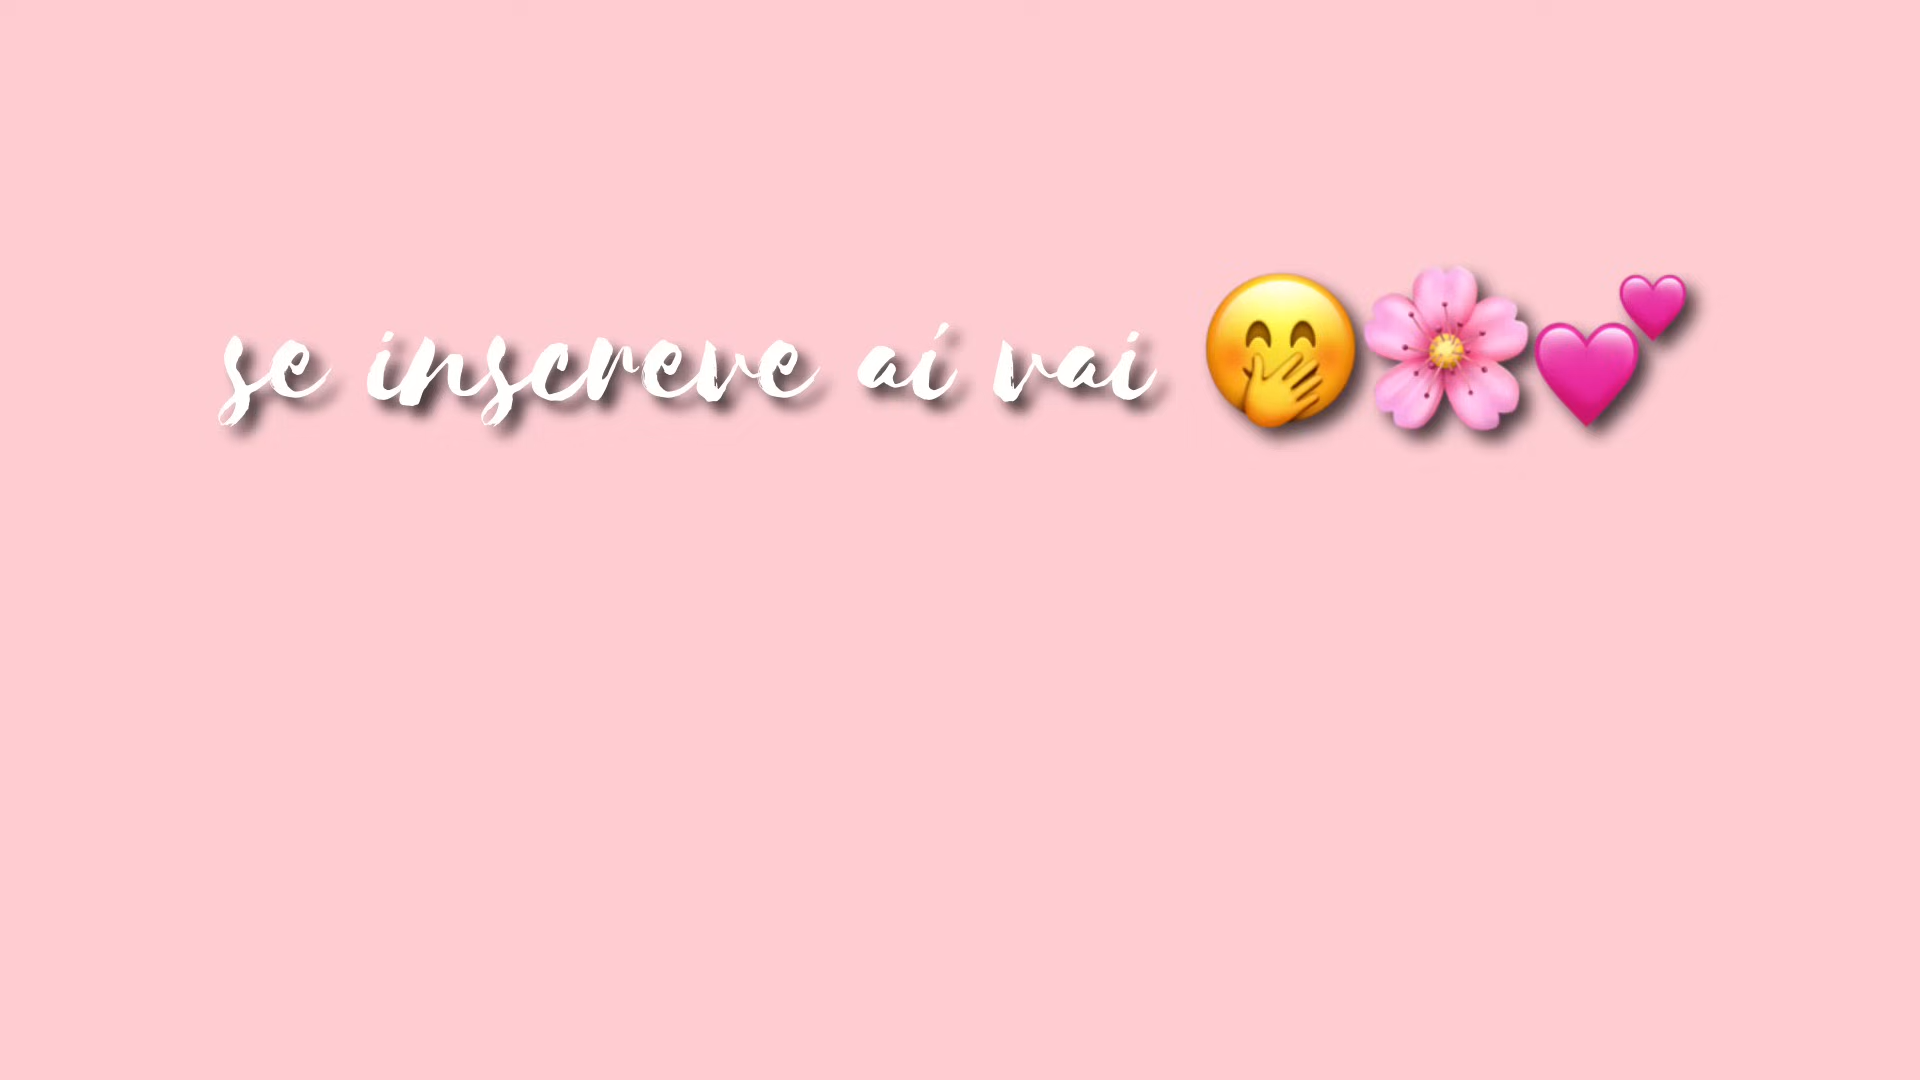 se inscreve aí vai 🤭🌸💕